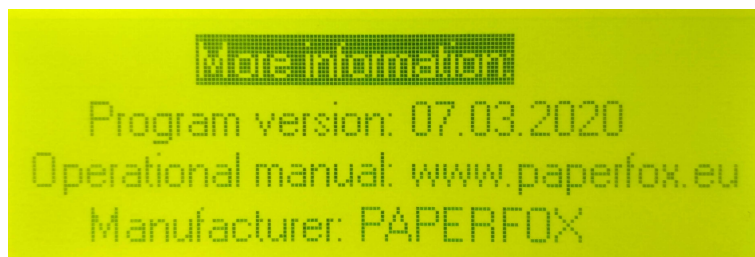 More information:
Program version: 07.03.2020
Operational manual: www.paperfox.eu
Manufacturer: PAPERFOX